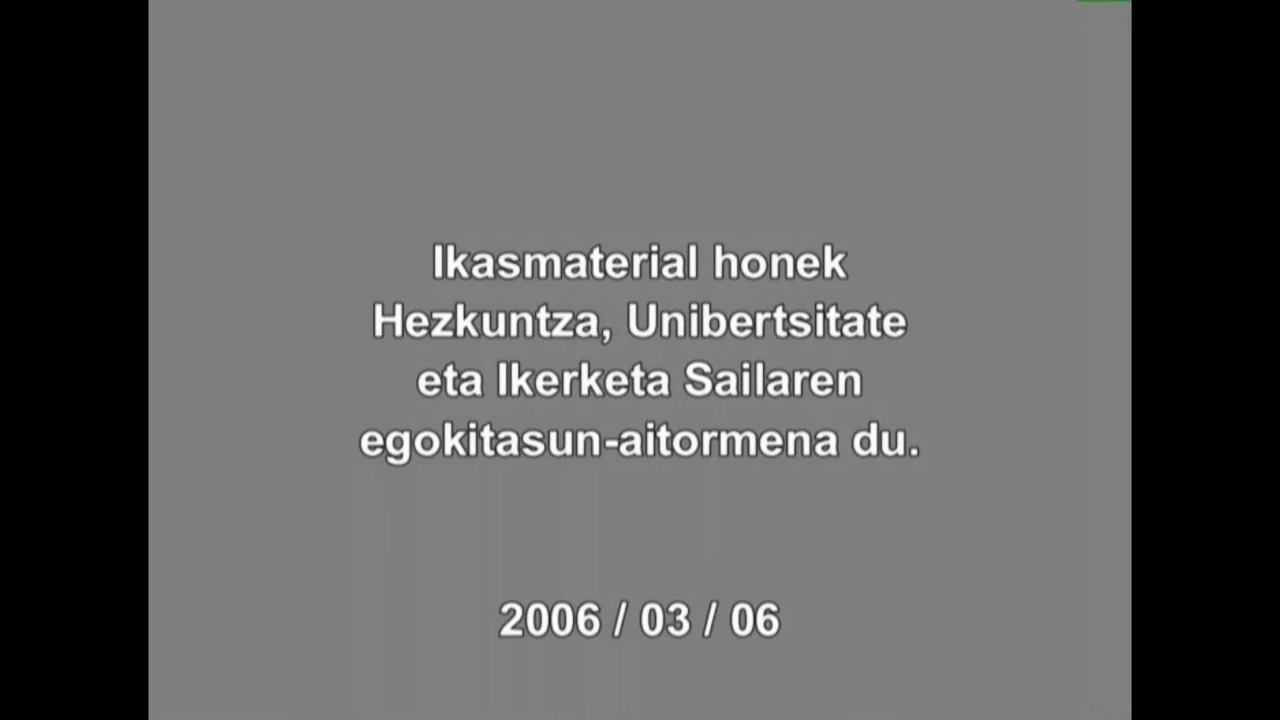 Ikasmaterial honek
Hezkuntza, Unibertsitate
eta Ikerketa Sailaren
egokitasun-aitormena du.
2006 / 03 / 06